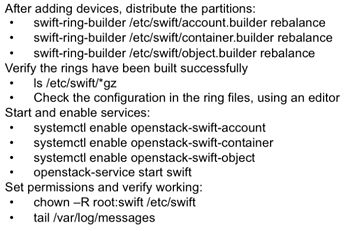 After adding devices, distribute the partitions:
• swift-ring-builder /etc/swift/account.builder rebalance
• swift-ring-builder /etc/swift/container.builder rebalance
• swift-ring-builder /etc/swift/object.builder rebalance
Verify the rings have been built successfully
• ls /etc/swift/*gz
• Check the configuration in the ring files, using an editor
Start and enable services:
• systemctl enable openstack-swift-account
• systemctl enable openstack-swift-container
• systemctl enable openstack-swift-object
• openstack-service start swift
Set permissions and verify working:
• chown –R root:swift /etc/swift
• tail /var/log/messages